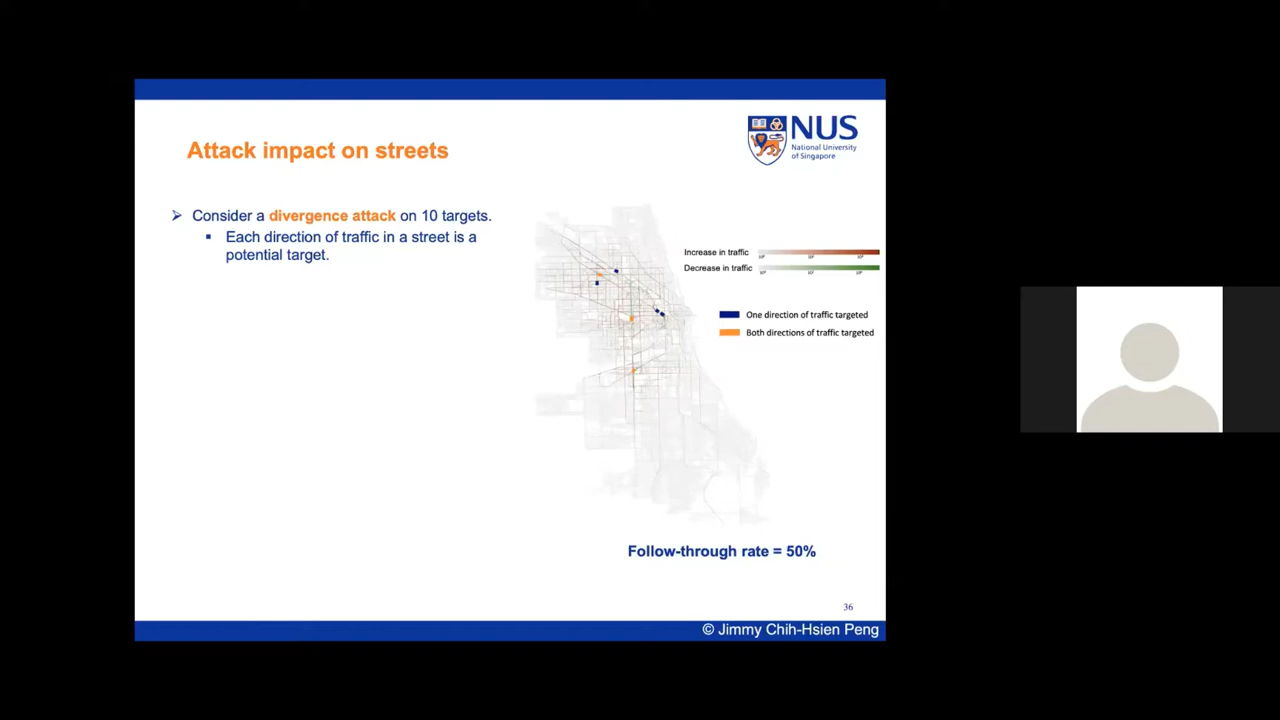 NUS
National University
of Singapore
Attack impact on streets
➢ Consider a divergence attack on 10 targets.
▪ Each direction of traffic in a street is a
potential target.
Increase in traffic
Decrease in traffic
One direction of traffic targeted
Both directions of traffic targeted
Follow-through rate = 50%
36
© Jimmy Chih-Hsien Peng